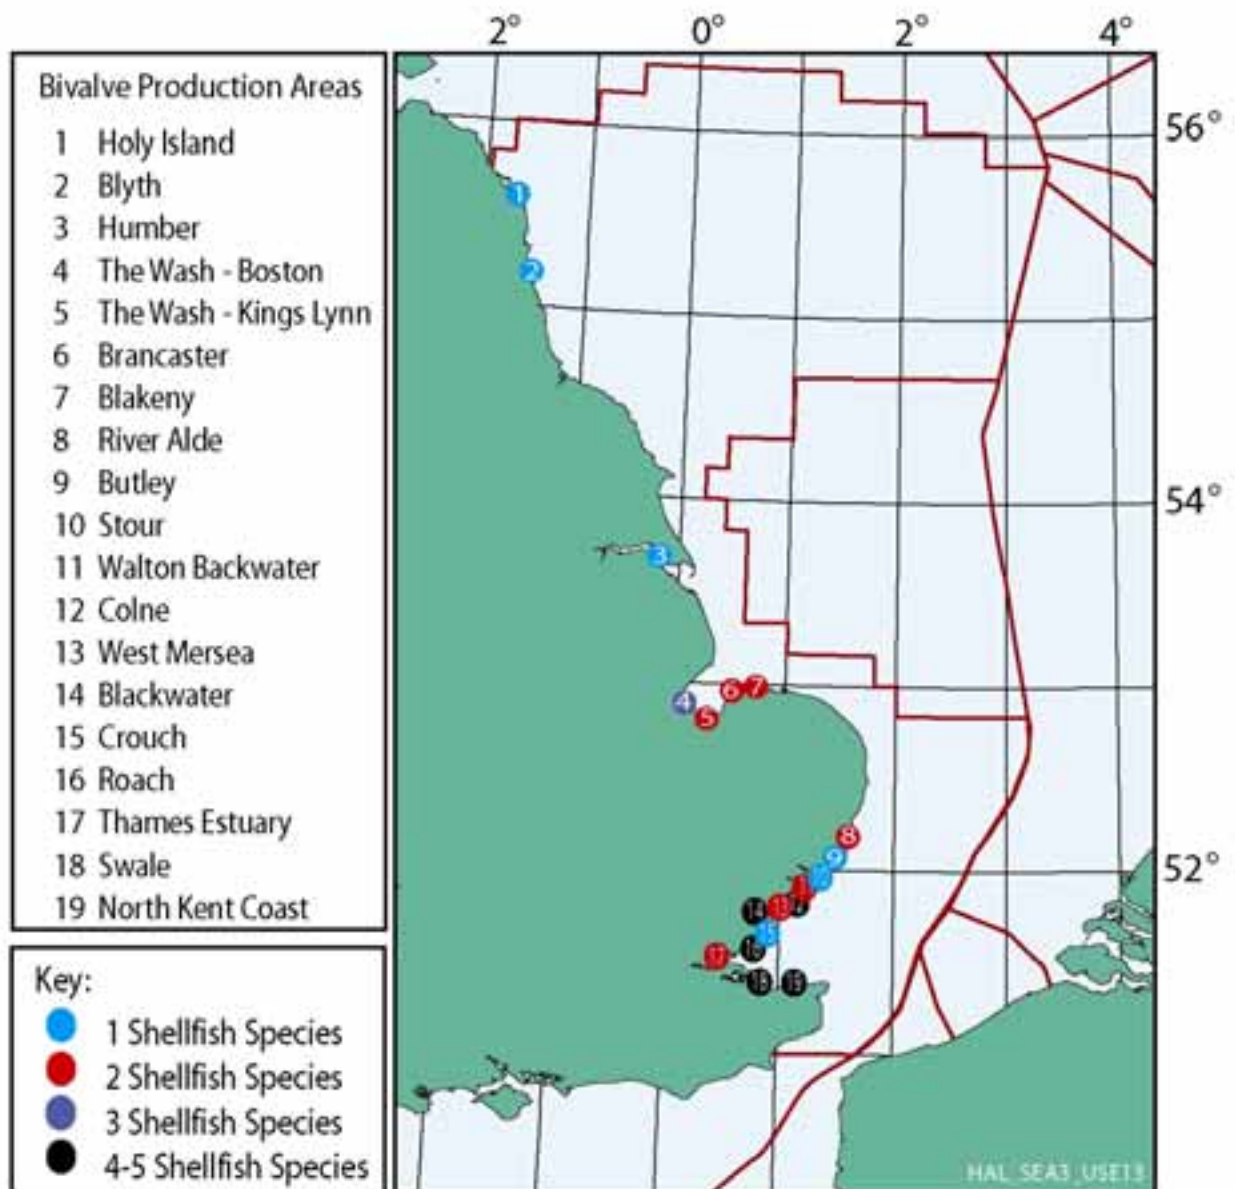 2° 0° 2° 4°
Bivalve Production Areas
1 Holy Island
2 Blyth
3 Humber
4 The Wash - Boston
5 The Wash - Kings Lynn
6 Brancaster
7 Blakeny
8 River Alde
9 Butley
10 Stour
11 Walton Backwater
12 Colne
13 West Mersea
14 Blackwater
15 Crouch
16 Roach
17 Thames Estuary
18 Swale
19 North Kent Coast
Key:
1 Shellfish Species
2 Shellfish Species
3 Shellfish Species
4-5 Shellfish Species
56°
1
2
54°
3
6 7
4
5
8
9
52°
14 13
15
17
18 19
HAL_SEA3_USE13